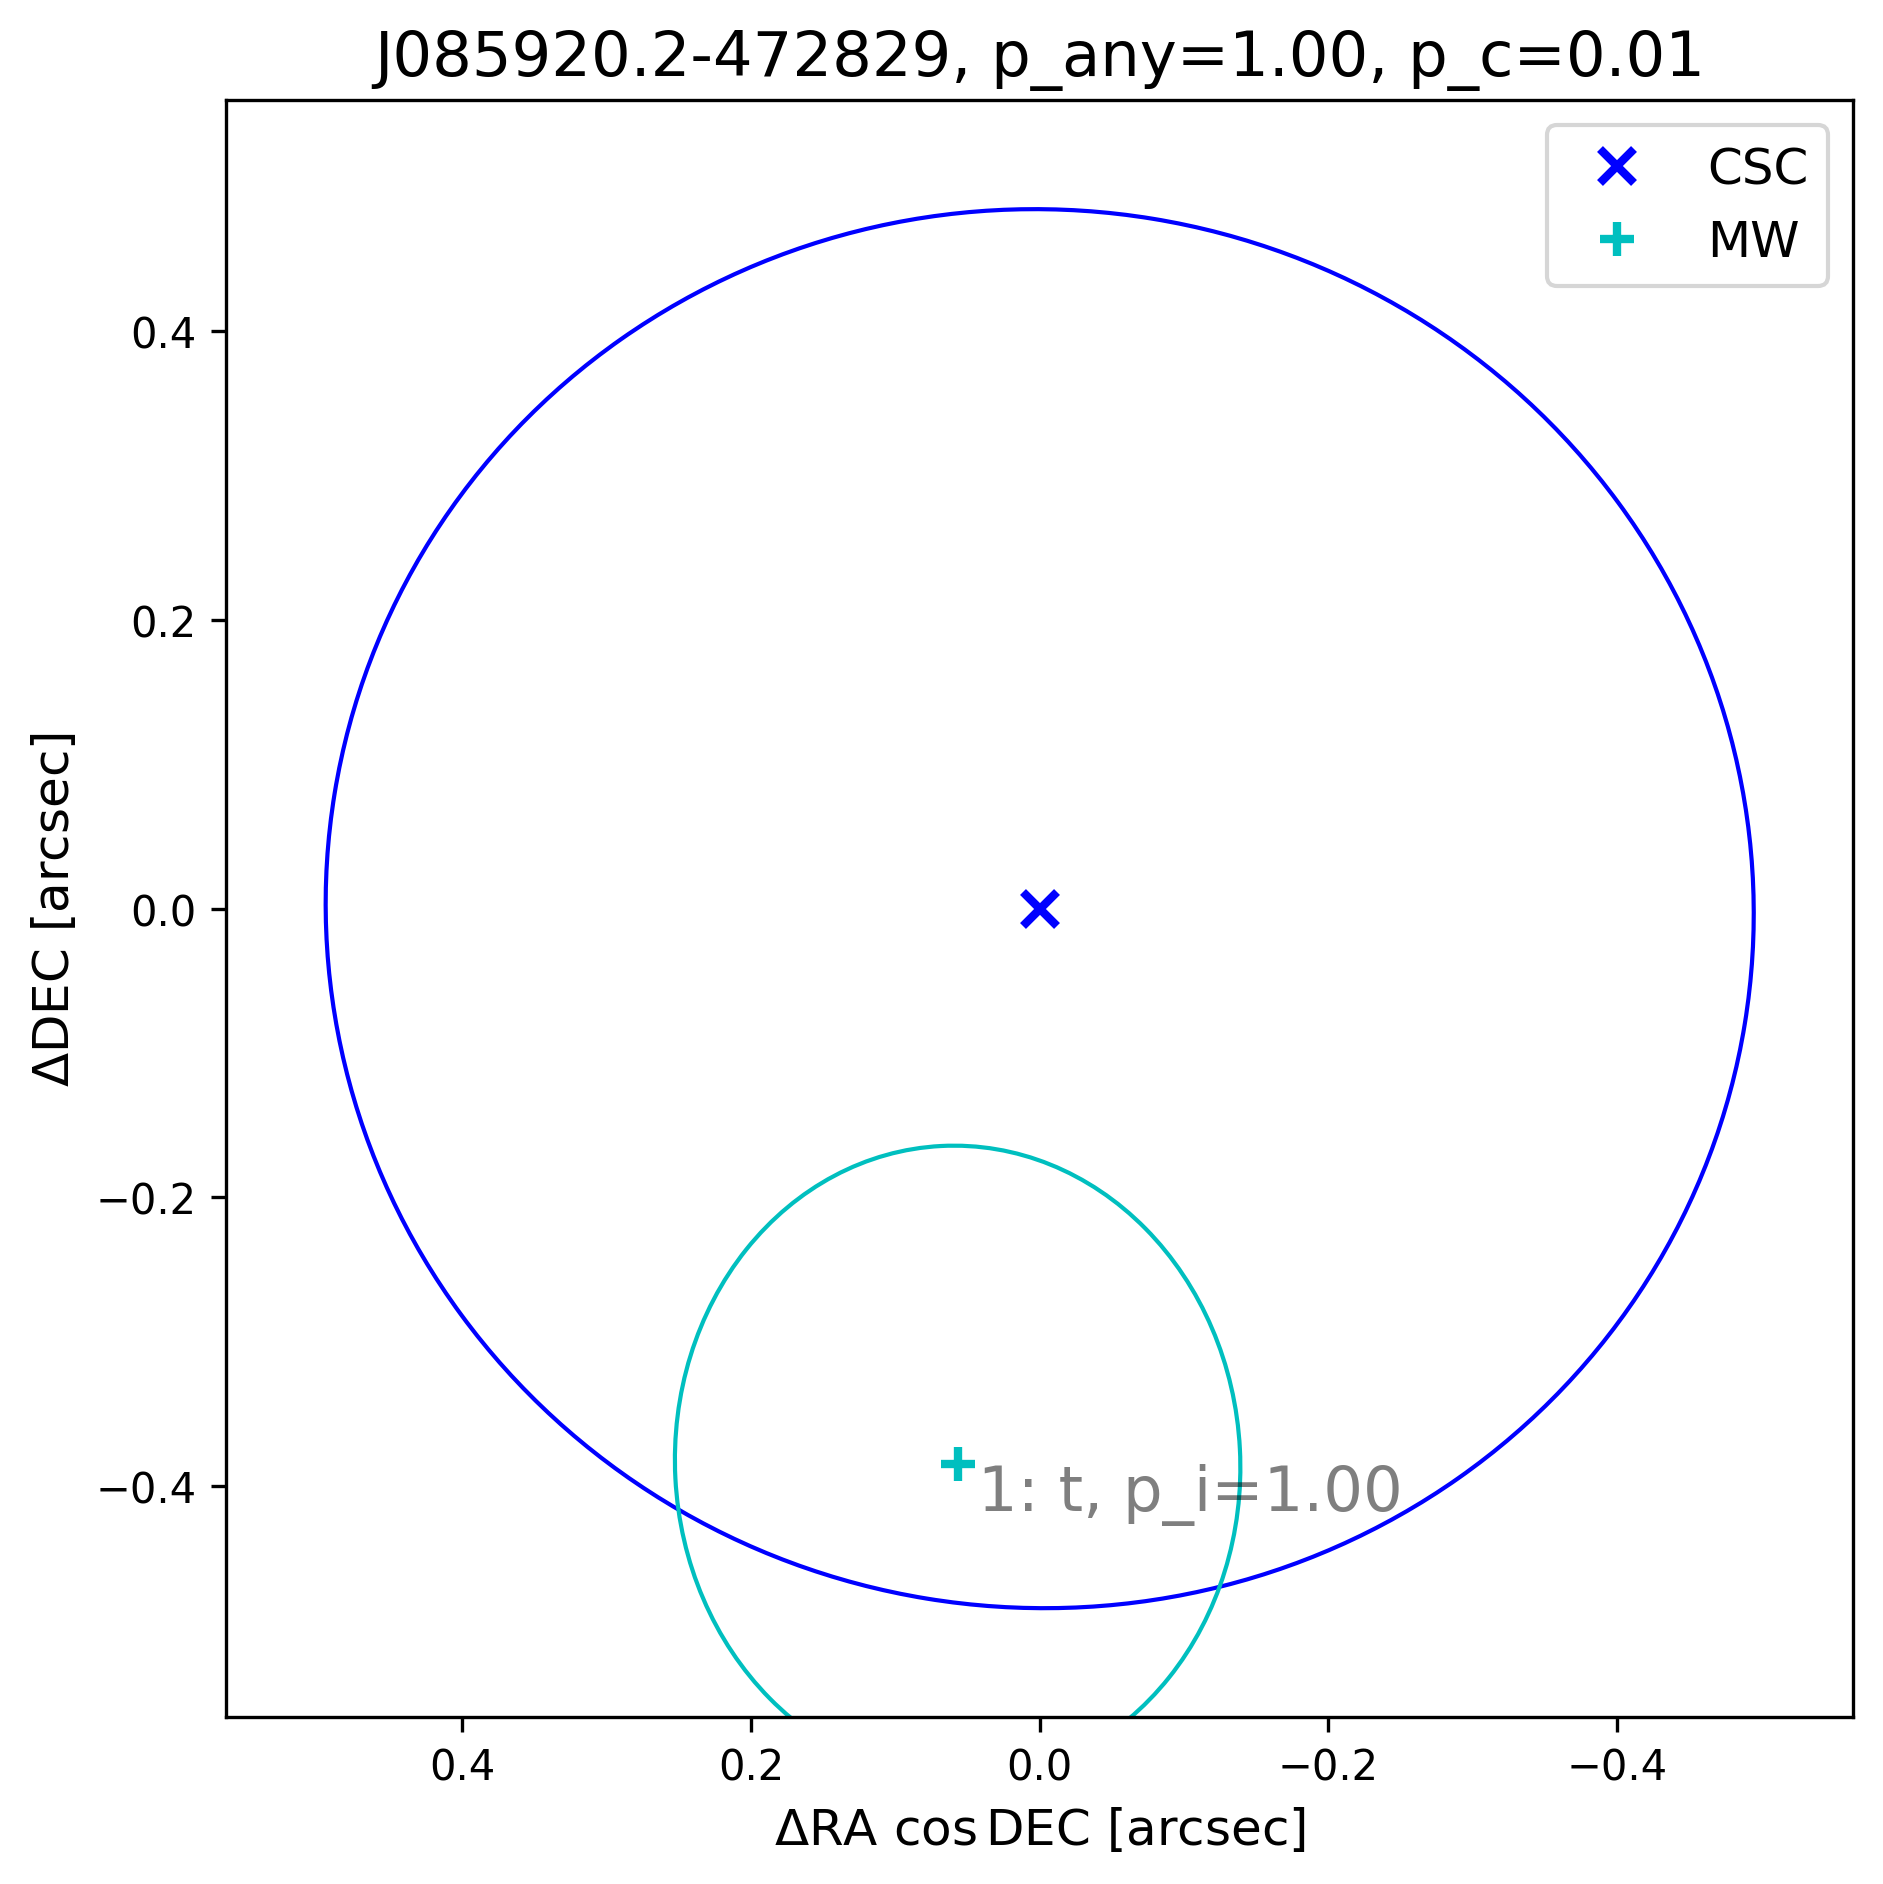 J085920.2-472829, p_any=1.00, p_c=0.01
CSC
MW
0.4
0.2
0.0
−0.2
−0.4
ΔDEC [arcsec]
1: t, p_i=1.00
0.4
0.2
0.0
−0.2
−0.4
ΔRA cos DEC [arcsec]